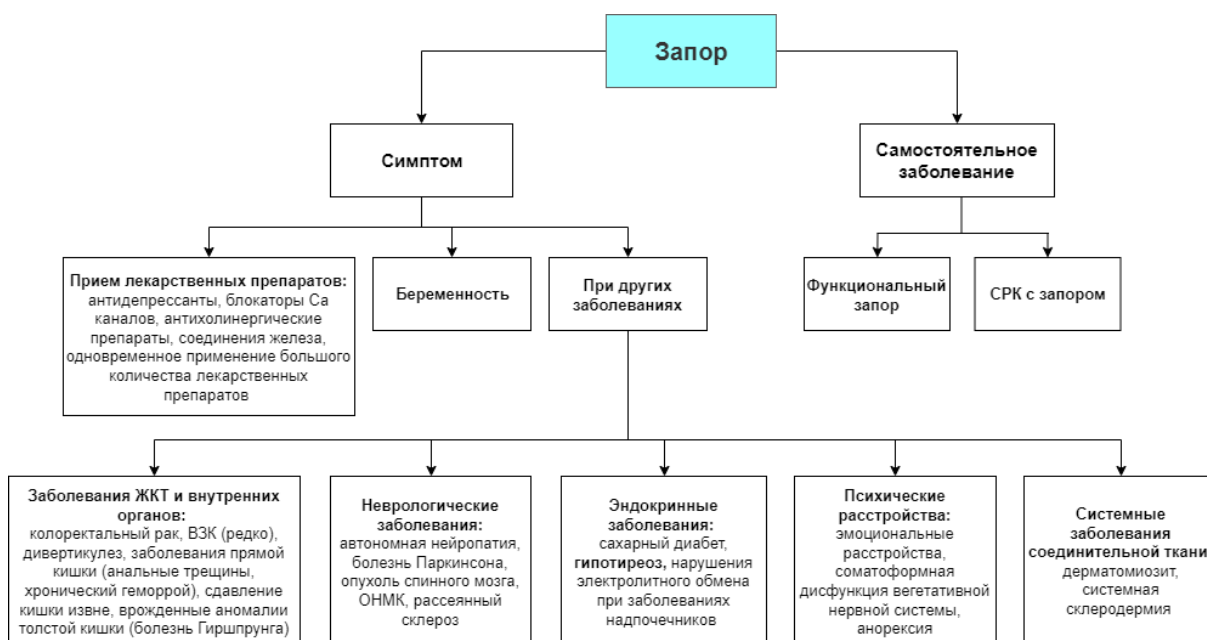 Запор
Симптом
Самостоятельное
заболевание
Прием лекарственных препаратов:
антидепрессанты, блокаторы Ca
каналов, антихолинергические
препараты, соединения железа,
одновременное применение большого
количества лекарственных
препаратов
Беременность
При других
заболеваниях
Функциональный
запор
СРК с запором
Заболевания ЖКТ и внутренних
органов:
колоректальный рак, ВЗК (редко),
дивертикулез, заболевания прямой
кишки (анальные трещины,
хронический геморрой), сдавление
кишки извне, врожденные аномалии
толстой кишки (болезнь Гиршпрунга)
Неврологические
заболевания:
автономная нейропатия,
болезнь Паркинсона,
опухоль спинного мозга,
ОНМК, рассеянный
склероз
Эндокринные
заболевания:
сахарный диабет,
гипотиреоз, нарушения
электролитного обмена
при заболеваниях
надпочечников
Психические
расстройства:
эмоциональные
расстройства,
соматоформная
дисфункция вегетативной
нервной системы,
анорексия
Системные
заболевания
соединительной ткани:
дерматомиозит,
системная
склеродермия